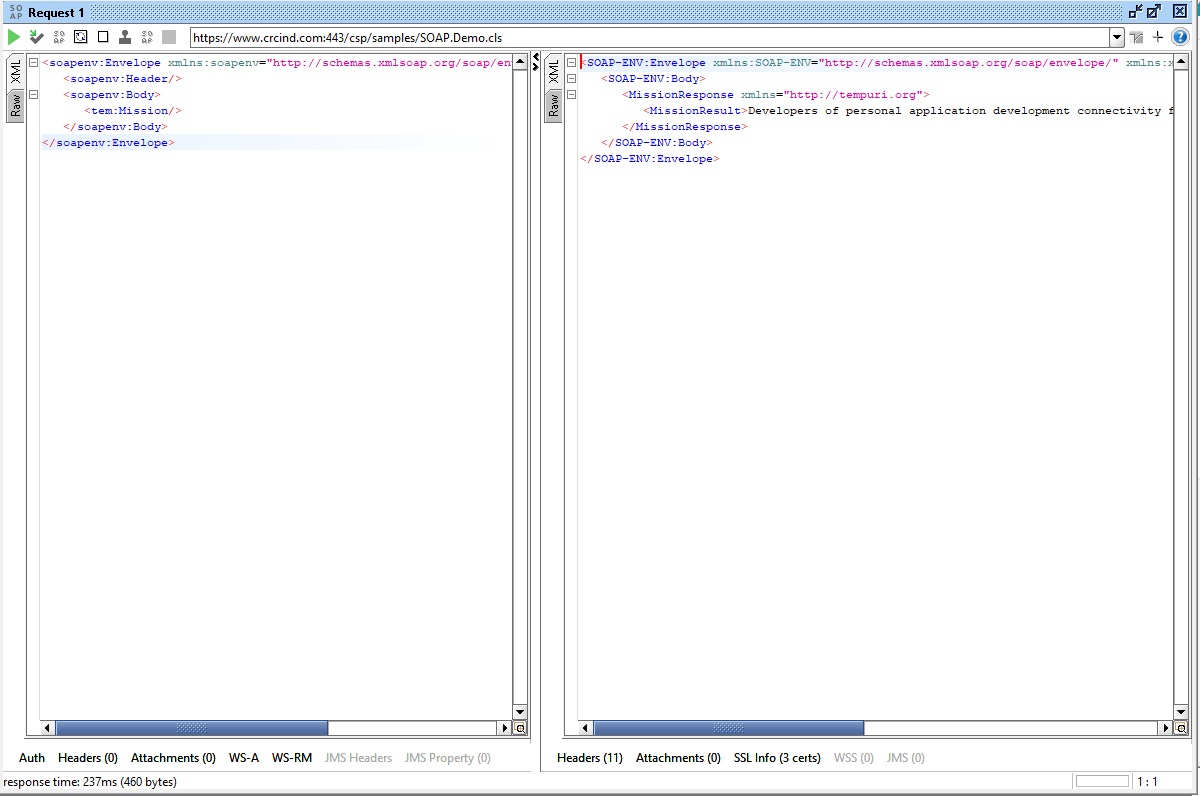 SO AP Request 1
https://www.crcind.com:443/csp/samples/SOAP.Demo.cls
XML
Raw
<soapenv:Envelope xmlns:soapenv="http://schemas.xmlsoap.org/soap/en
<soapenv:Header/>
<soapenv:Body>
<tem:Mission/>
</soapenv:Body>
</soapenv:Envelope>
XML
Raw
<SOAP-ENV:Envelope xmlns:SOAP-ENV="http://schemas.xmlsoap.org/soap/envelope/" xmlns:x
<SOAP-ENV:Body>
<MissionResponse xmlns="http://tempuri.org">
<MissionResult>Developers of personal application development connectivity f
</MissionResponse>
</SOAP-ENV:Body>
</SOAP-ENV:Envelope>
Auth Headers (0) Attachments (0) WS-A WS-RM JMS Headers JMS Property (0)
Headers (11) Attachments (0) SSL Info (3 certs) WSS (0) JMS (0)
response time: 237ms (460 bytes)
1 : 1